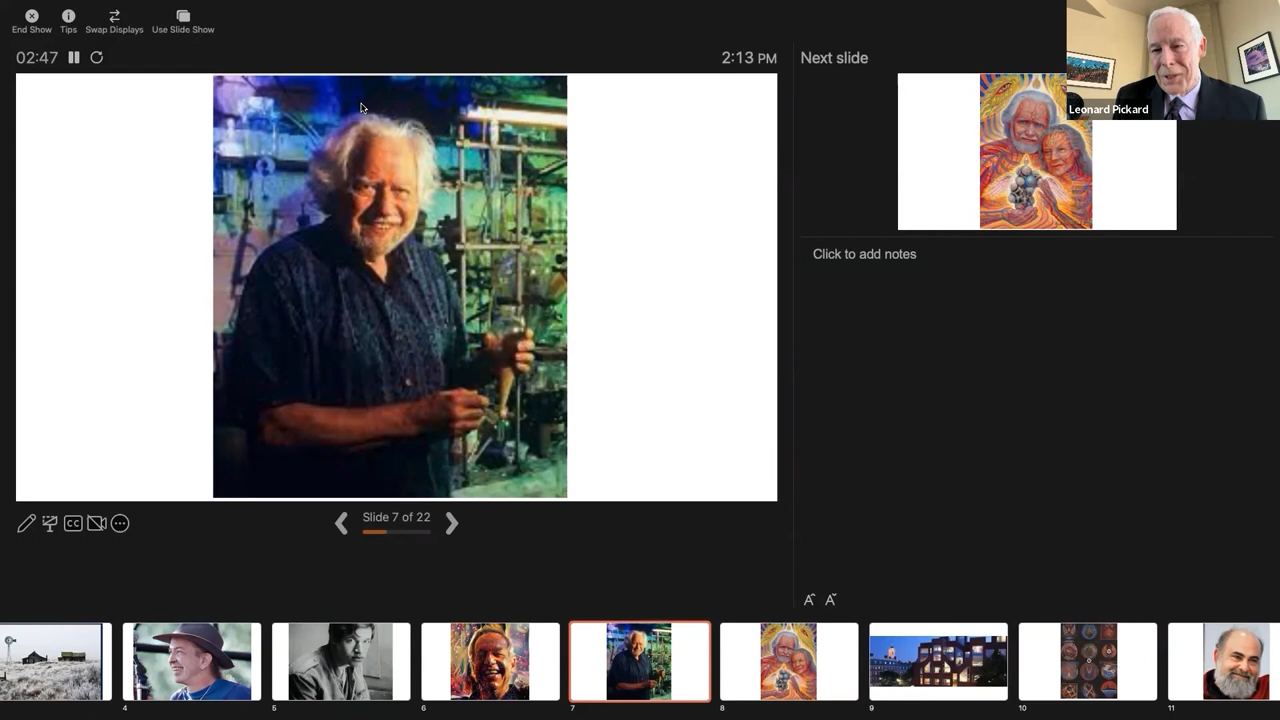 End Show Tips Swap Displays Use Slide Show
02:47
2:13 PM
Next slide
Leonard Pickard
Click to add notes
CC
Slide 7 of 22
A A
4 5 6 7 8 9 10 11